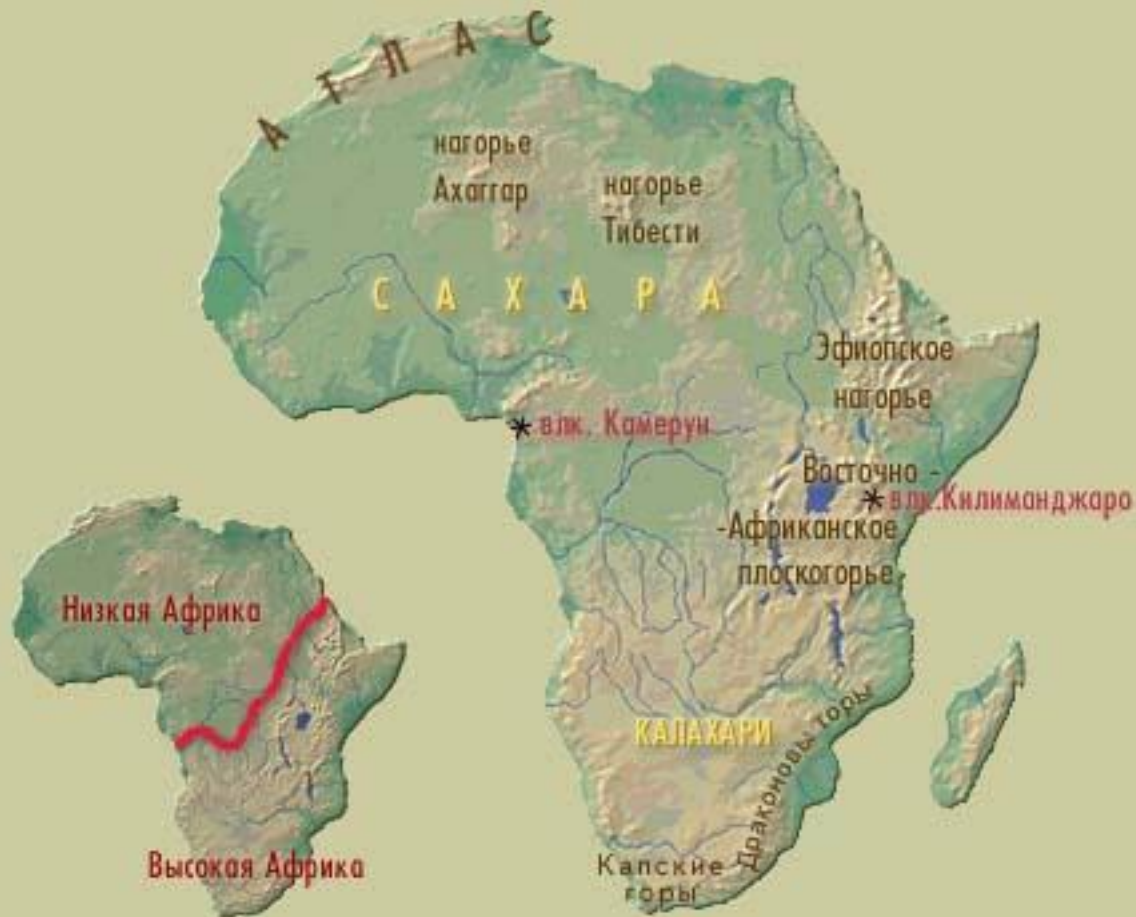 АТЛАС
нагорье
Ахаггар
нагорье
Тибести
САХАРА
Эфиопское
нагорье
* влк. Камерун
Восточно -
* влк.Килиманджаро
-Африканское
плоскогорье
Низкая Африка
КАЛАХАРИ
Драконовы горы
Высокая Африка
Капские
горы